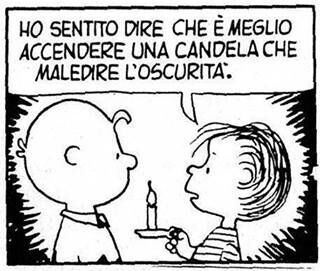 HO SENTITO DIRE CHE È MEGLIO
ACCENDERE UNA CANDELA CHE
MALEDIRE L'OSCURITÀ.